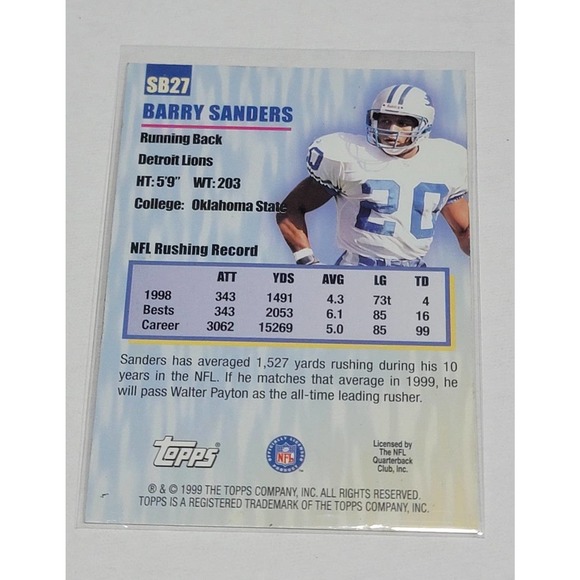 SB27
BARRY SANDERS
Running Back
Detroit Lions
HT: 5'9" WT: 203
College: Oklahoma State
20
NFL Rushing Record
ATT YDS AVG LG TD
1998 343 1491 4.3 73t 4
Bests 343 2053 6.1 85 16
Career 3062 15269 5.0 85 99
Sanders has averaged 1,527 yards rushing during his 10
years in the NFL. If he matches that average in 1999, he
will pass Walter Payton as the all-time leading rusher.
Topps
OFFICIALLY LICENSED
NFL
PRODUCT
TM
Licensed by
The NFL
Quarterback
Club, Inc.
® & © 1999 THE TOPPS COMPANY, INC. ALL RIGHTS RESERVED.
TOPPS IS A REGISTERED TRADEMARK OF THE TOPPS COMPANY, INC.